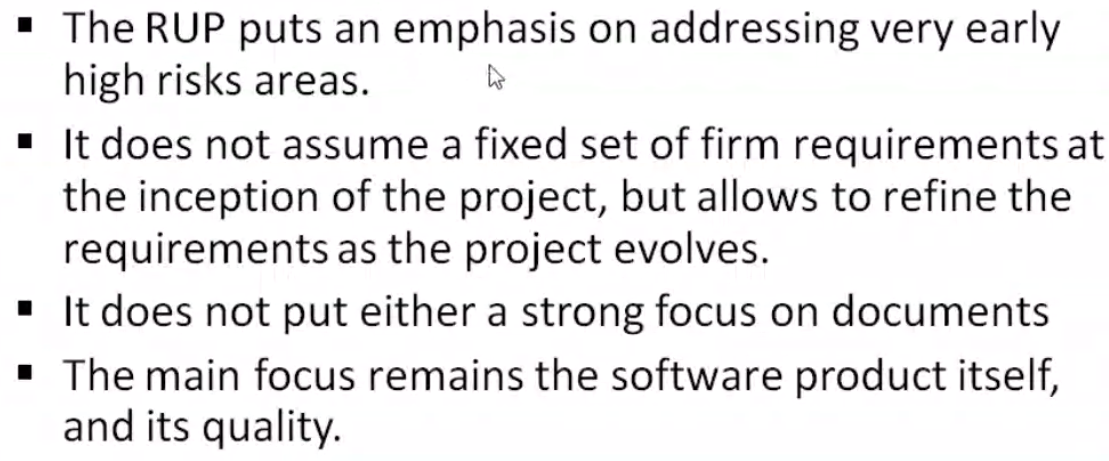 ▪ The RUP puts an emphasis on addressing very early
high risks areas.
▪ It does not assume a fixed set of firm requirements at
the inception of the project, but allows to refine the
requirements as the project evolves.
▪ It does not put either a strong focus on documents
▪ The main focus remains the software product itself,
and its quality.